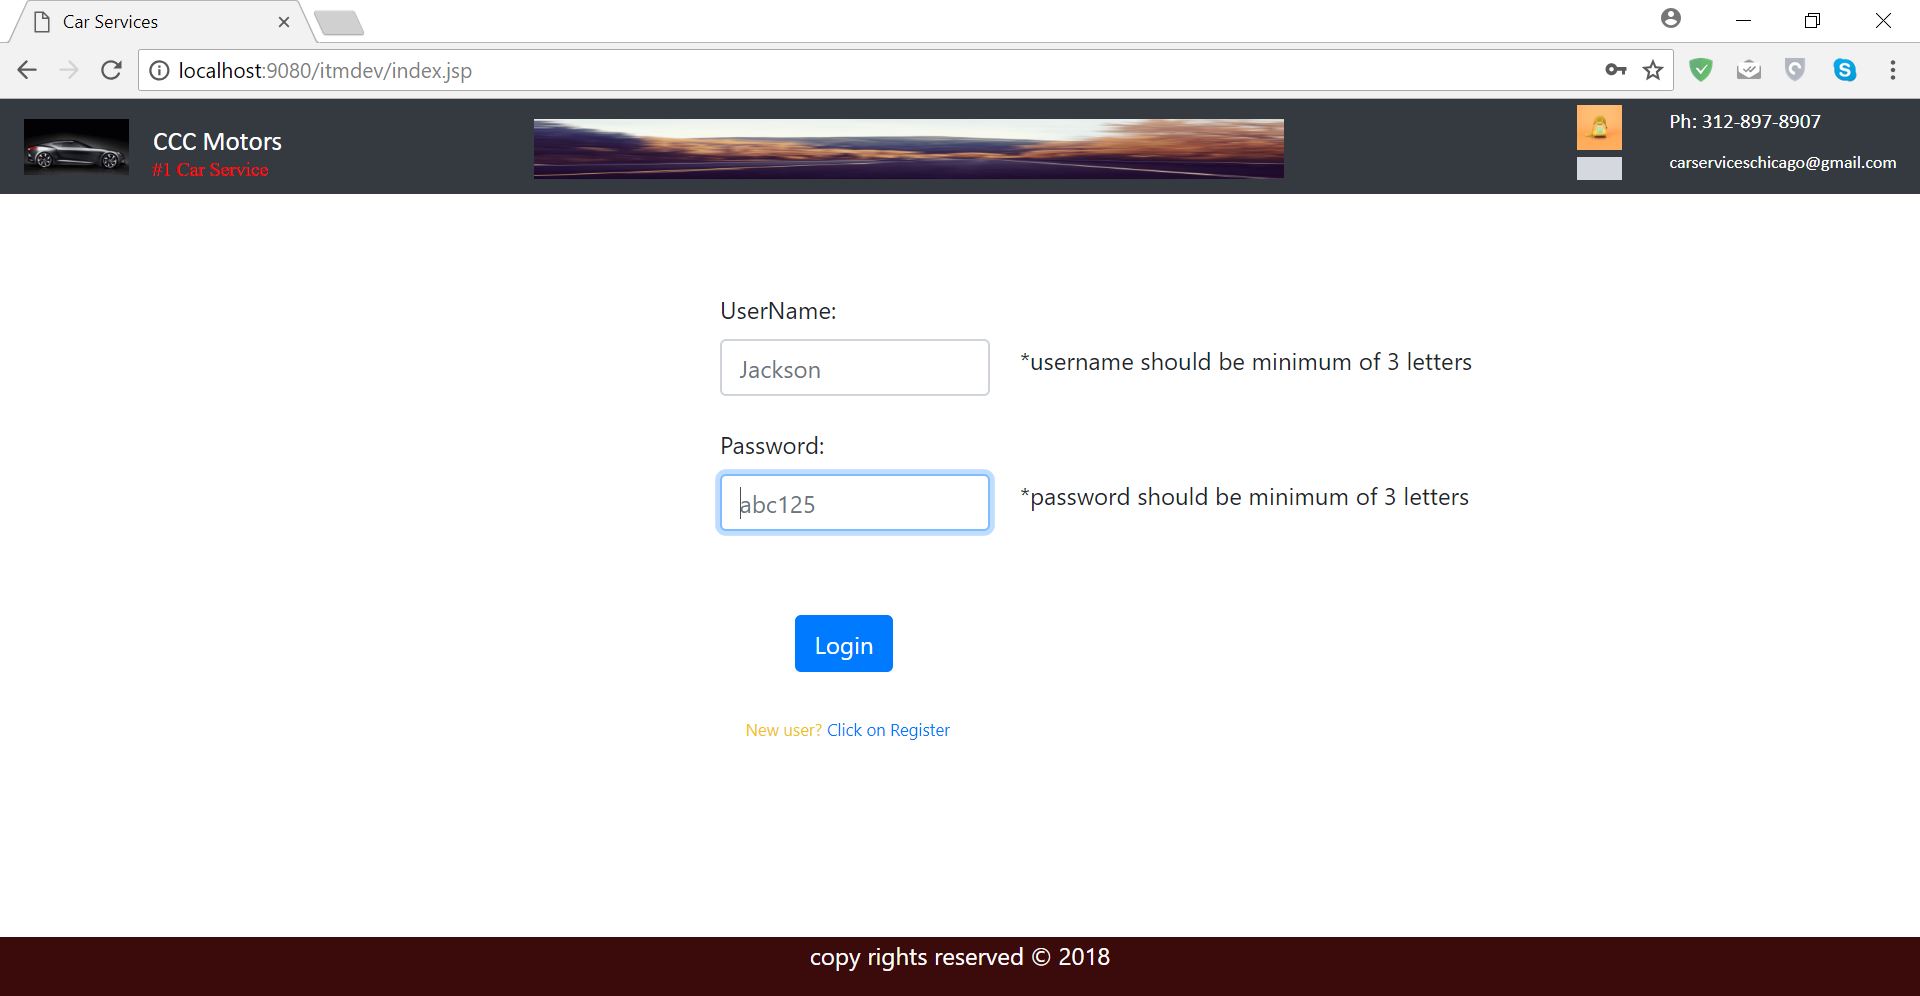 Car Services
localhost:9080/itmdev/index.jsp
CCC Motors
#1 Car Service
Ph: 312-897-8907
carserviceschicago@gmail.com
UserName:
Jackson
*username should be minimum of 3 letters
Password:
abc125
*password should be minimum of 3 letters
Login
New user? Click on Register
copy rights reserved © 2018